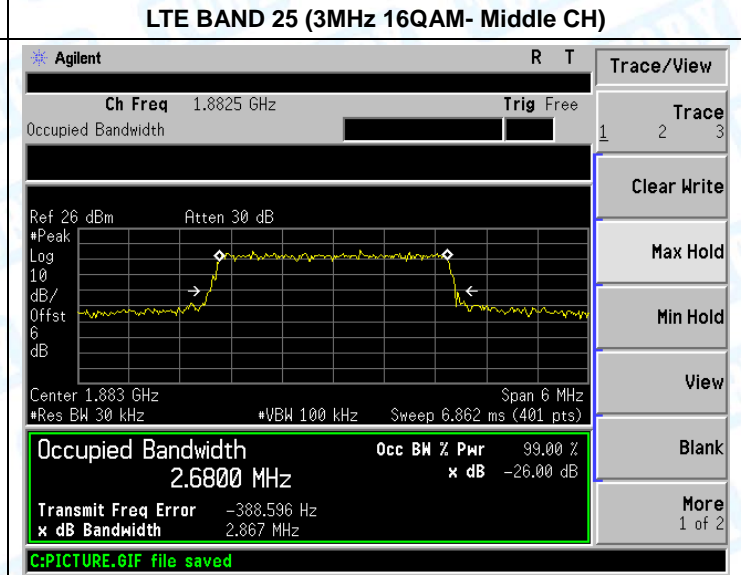 LTE BAND 25 (3MHz 16QAM- Middle CH)
Agilent R T
Trace/View
Ch Freq 1.8825 GHz Trig Free
Occupied Bandwidth
Trace
1 2 3
Clear Write
Max Hold
Min Hold
View
Blank
More
1 of 2
Ref 26 dBm Atten 30 dB
#Peak
Log
10
dB/
Offst
6
dB
Center 1.883 GHz Span 6 MHz
#Res BW 30 kHz #VBW 100 kHz Sweep 6.862 ms (401 pts)
Occupied Bandwidth
2.6800 MHz
Occ BW % Pwr 99.00 %
x dB -26.00 dB
Transmit Freq Error -388.596 Hz
x dB Bandwidth 2.867 MHz
C:PICTURE.GIF file saved